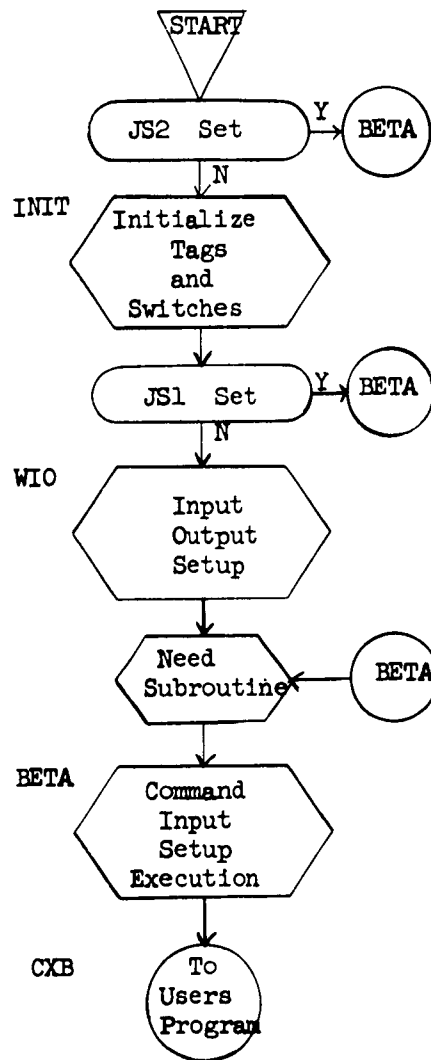 START
JS2 Set
Y
BETA
N
INIT
Initialize
Tags
and
Switches
JS1 Set
Y
BETA
N
WIO
Input
Output
Setup
Need
Subroutine
BETA
BETA
Command
Input
Setup
Execution
CXB
To
Users
Program